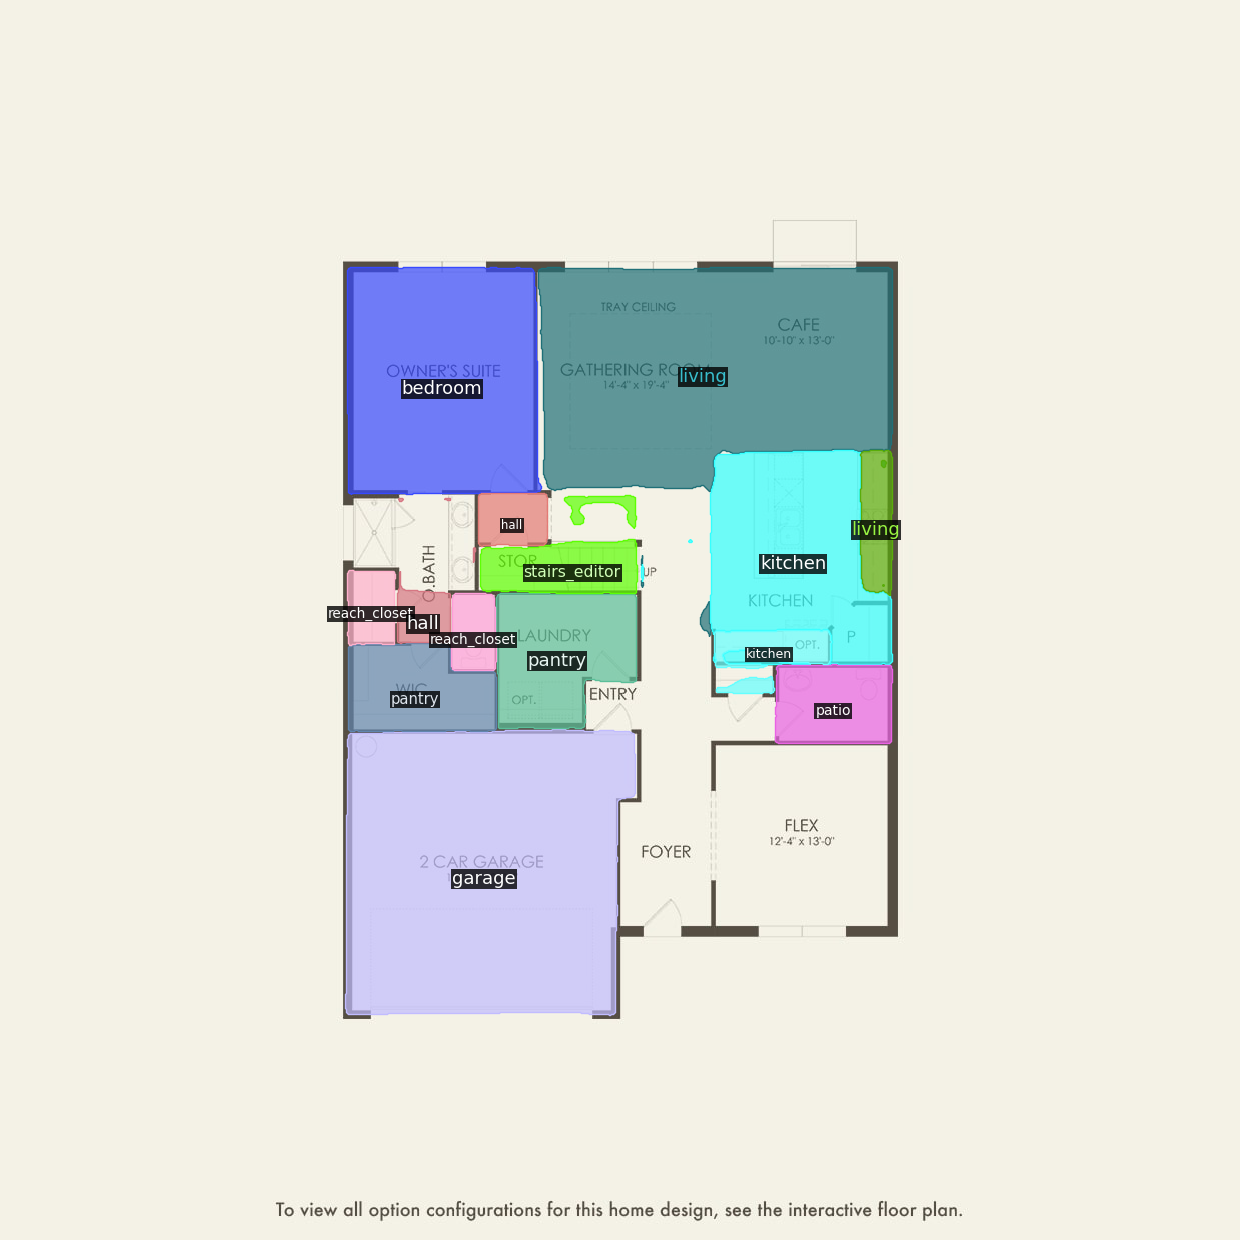 TRAY CEILING
CAFE
10'-10" x 13'-0"
OWNER'S SUITE
bedroom
GATHERING ROOM
living
14'-4" x 19'-4"
hall
living
STOR
stairs_editor
UP
kitchen
O.BATH
KITCHEN
reach_closet
hall
reach_closet
LAUNDRY
pantry
OPT.
P
kitchen
WIC
pantry
OPT.
ENTRY
patio
FLEX
12'-4" x 13'-0"
FOYER
2 CAR GARAGE
garage
To view all option configurations for this home design, see the interactive floor plan.